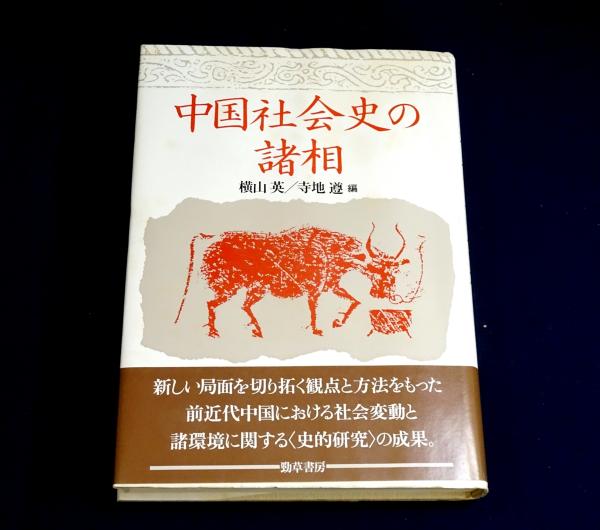 中国社会史の
諸相
横山 英／寺地 遵 編
新しい局面を切り拓く観点と方法をもった
前近代中国における社会変動と
諸環境に関する〈史的研究〉の成果。
勁草書房